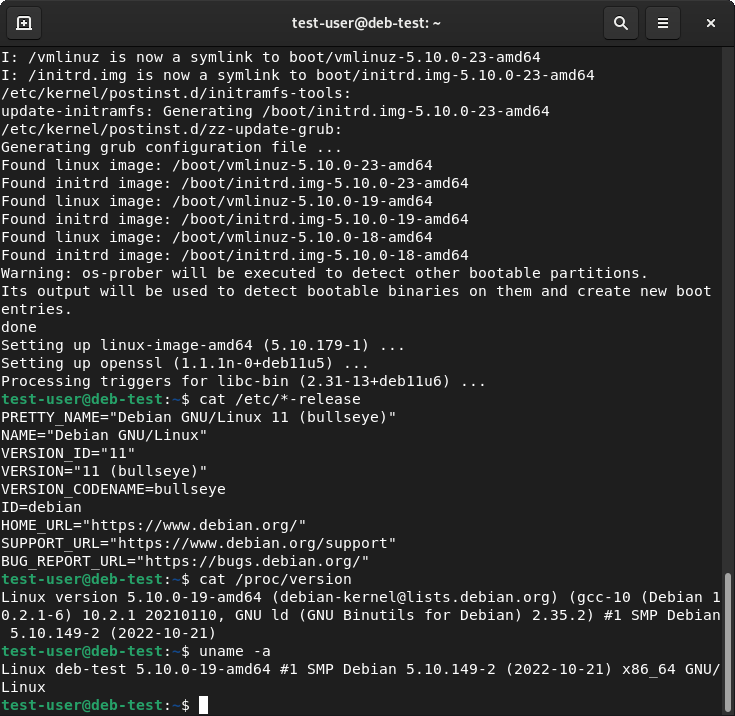 test-user@deb-test: ~
I: /vmlinuz is now a symlink to boot/vmlinuz-5.10.0-23-amd64
I: /initrd.img is now a symlink to boot/initrd.img-5.10.0-23-amd64
/etc/kernel/postinst.d/initramfs-tools:
update-initramfs: Generating /boot/initrd.img-5.10.0-23-amd64
/etc/kernel/postinst.d/zz-update-grub:
Generating grub configuration file ...
Found linux image: /boot/vmlinuz-5.10.0-23-amd64
Found initrd image: /boot/initrd.img-5.10.0-23-amd64
Found linux image: /boot/vmlinuz-5.10.0-19-amd64
Found initrd image: /boot/initrd.img-5.10.0-19-amd64
Found linux image: /boot/vmlinuz-5.10.0-18-amd64
Found initrd image: /boot/initrd.img-5.10.0-18-amd64
Warning: os-prober will be executed to detect other bootable partitions.
Its output will be used to detect bootable binaries on them and create new boot
entries.
done
Setting up linux-image-amd64 (5.10.179-1) ...
Setting up openssl (1.1.1n-0+deb11u5) ...
Processing triggers for libc-bin (2.31-13+deb11u6) ...
test-user@deb-test:~$ cat /etc/*-release
PRETTY_NAME="Debian GNU/Linux 11 (bullseye)"
NAME="Debian GNU/Linux"
VERSION_ID="11"
VERSION="11 (bullseye)"
VERSION_CODENAME=bullseye
ID=debian
HOME_URL="https://www.debian.org/"
SUPPORT_URL="https://www.debian.org/support"
BUG_REPORT_URL="https://bugs.debian.org/"
test-user@deb-test:~$ cat /proc/version
Linux version 5.10.0-19-amd64 (debian-kernel@lists.debian.org) (gcc-10 (Debian 1
0.2.1-6) 10.2.1 20210110, GNU ld (GNU Binutils for Debian) 2.35.2) #1 SMP Debian
 5.10.149-2 (2022-10-21)
test-user@deb-test:~$ uname -a
Linux deb-test 5.10.0-19-amd64 #1 SMP Debian 5.10.149-2 (2022-10-21) x86_64 GNU/
Linux
test-user@deb-test:~$